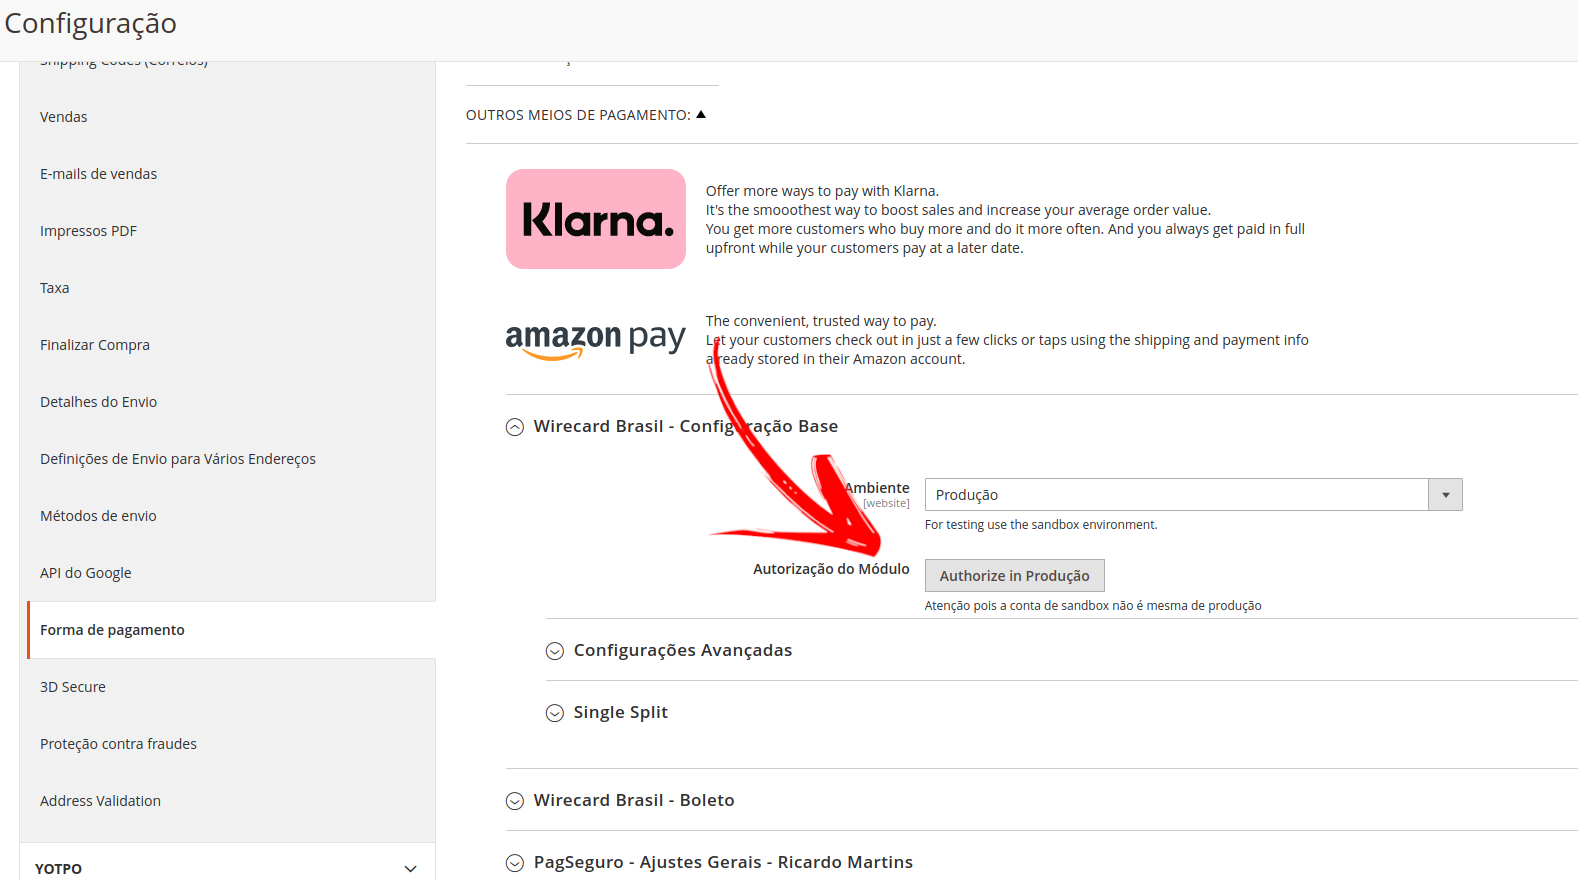 Configuração
Shipping Codes (Correios)
Vendas
E-mails de vendas
Impressos PDF
Taxa
Finalizar Compra
Detalhes do Envio
Definições de Envio para Vários Endereços
Métodos de envio
API do Google
Forma de pagamento
3D Secure
Proteção contra fraudes
Address Validation
YOTPO
OUTROS MEIOS DE PAGAMENTO:
Klarna.
Offer more ways to pay with Klarna.
It's the smooothest way to boost sales and increase your average order value.
You get more customers who buy more and do it more often. And you always get paid in full
upfront while your customers pay at a later date.
amazon pay
The convenient, trusted way to pay.
Let your customers check out in just a few clicks or taps using the shipping and payment info
already stored in their Amazon account.
Wirecard Brasil - Configuração Base
Ambiente
[website]
Produção
For testing use the sandbox environment.
Autorização do Módulo
Authorize in Produção
Atenção pois a conta de sandbox não é mesma de produção
Configurações Avançadas
Single Split
Wirecard Brasil - Boleto
PagSeguro - Ajustes Gerais - Ricardo Martins